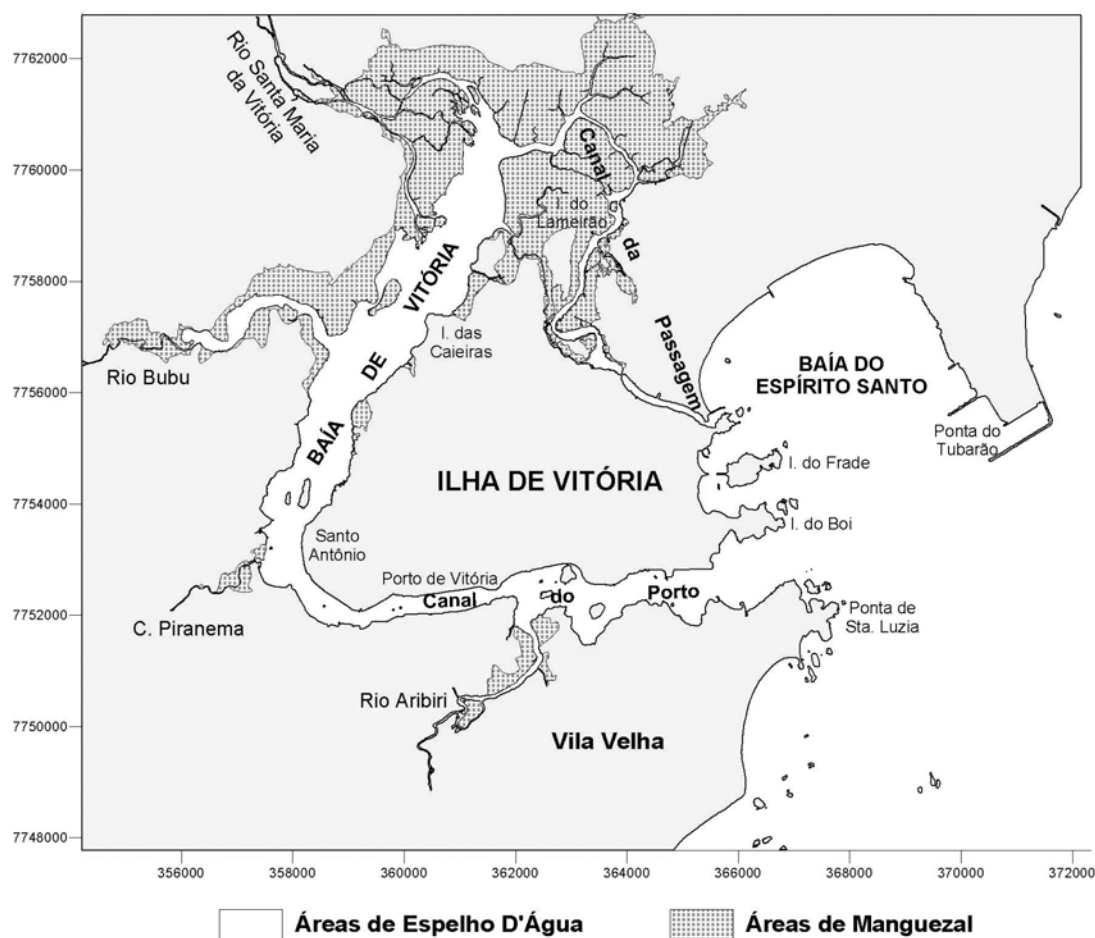 7762000
7760000
7758000
7756000
7754000
7752000
7750000
7748000
Rio Santa Maria
da Vitória
Canal
da
Passagem
I. do
Lameirão
BAÍA
DE
VITÓRIA
I. das
Caieiras
Rio Bubu
BAÍA DO
ESPÍRITO SANTO
Ponta do
Tubarão
I. do Frade
ILHA DE VITÓRIA
I. do Boi
Santo
Antônio
Porto de Vitória
Canal
do
Porto
C. Piranema
Ponta de
Sta. Luzia
Rio Aribiri
Vila Velha
356000
358000
360000
362000
364000
366000
368000
370000
372000
Áreas de Espelho D'Água
Áreas de Manguezal